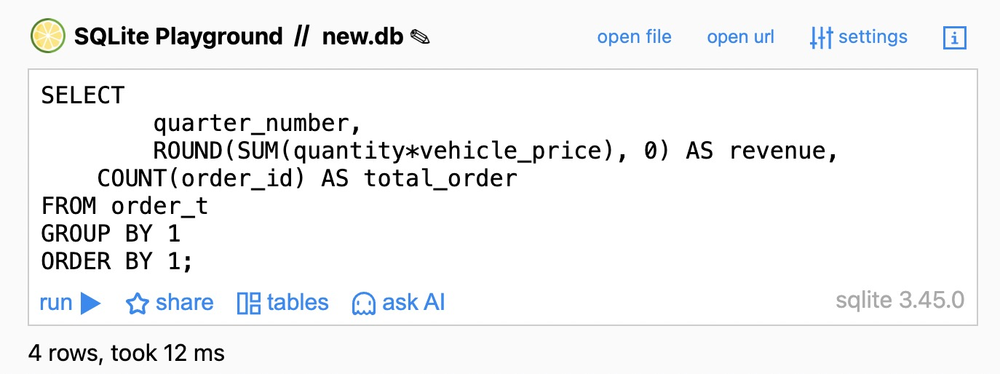 SQLite Playground // new.db ✎ open file open url settings i
SELECT
        quarter_number,
        ROUND(SUM(quantity*vehicle_price), 0) AS revenue,
    COUNT(order_id) AS total_order
FROM order_t
GROUP BY 1
ORDER BY 1;
run share tables ask AI sqlite 3.45.0
4 rows, took 12 ms